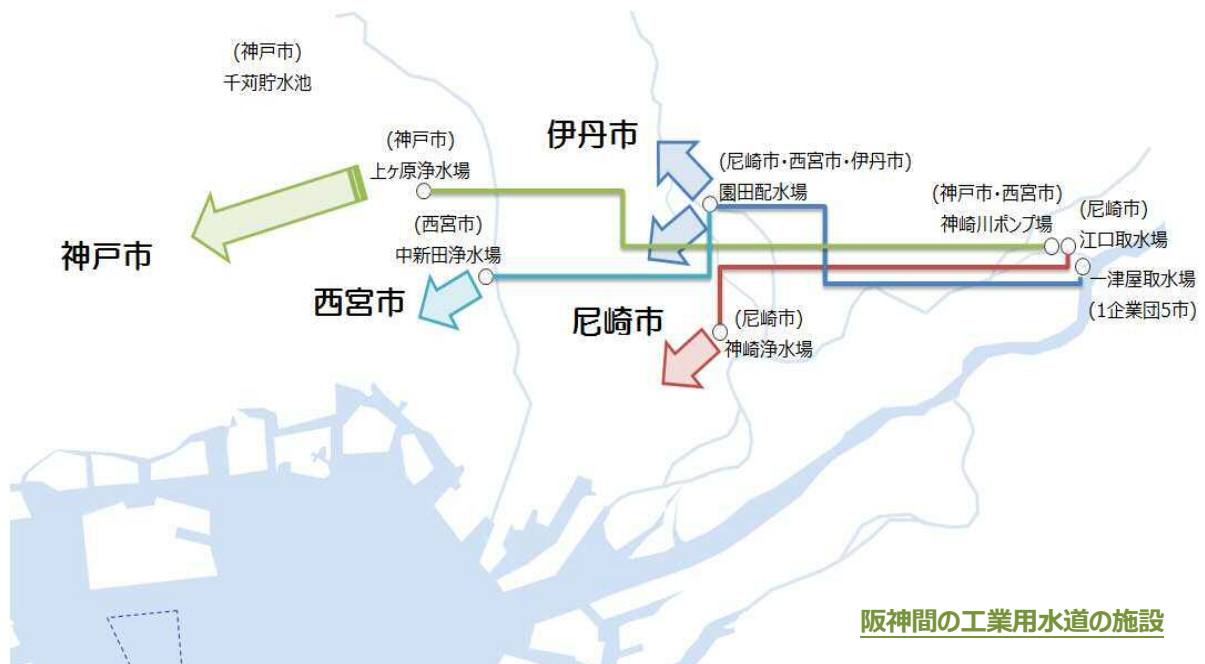 (神戸市)
千苅貯水池
(神戸市)
上ヶ原浄水場
伊丹市
(尼崎市・西宮市・伊丹市)
園田配水場
(神戸市・西宮市)
神崎川ポンプ場
(尼崎市)
江口取水場
(西宮市)
中新田浄水場
神戸市
一津屋取水場
(1企業団5市)
西宮市
尼崎市
(尼崎市)
神崎浄水場
阪神間の工業用水道の施設